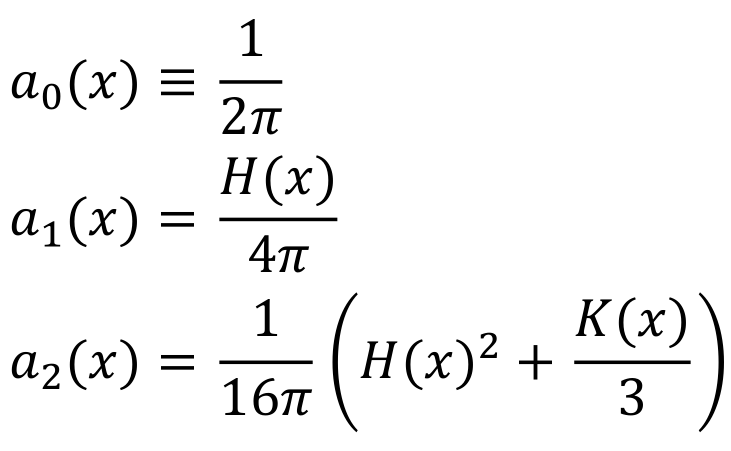 a₀(x) ≡ 1/2π
a₁(x) = H(x)/4π
a₂(x) = 1/16π (H(x)² + K(x)/3)